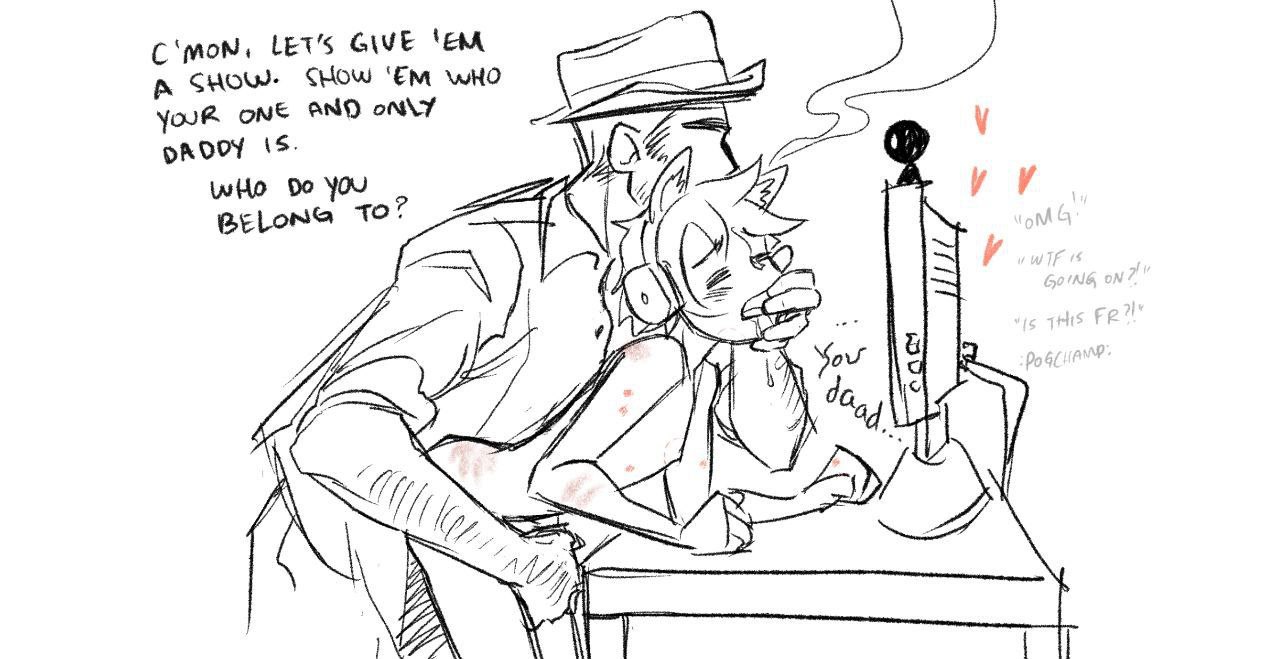 C'MON, LET'S GIVE 'EM
A SHOW. SHOW 'EM WHO
YOUR ONE AND ONLY
DADDY IS.
WHO DO YOU
BELONG TO?
...
You
daad...
"OMG!"
"WTF IS
GOING ON?!"
"IS THIS FR?!"
:POGCHAMP: